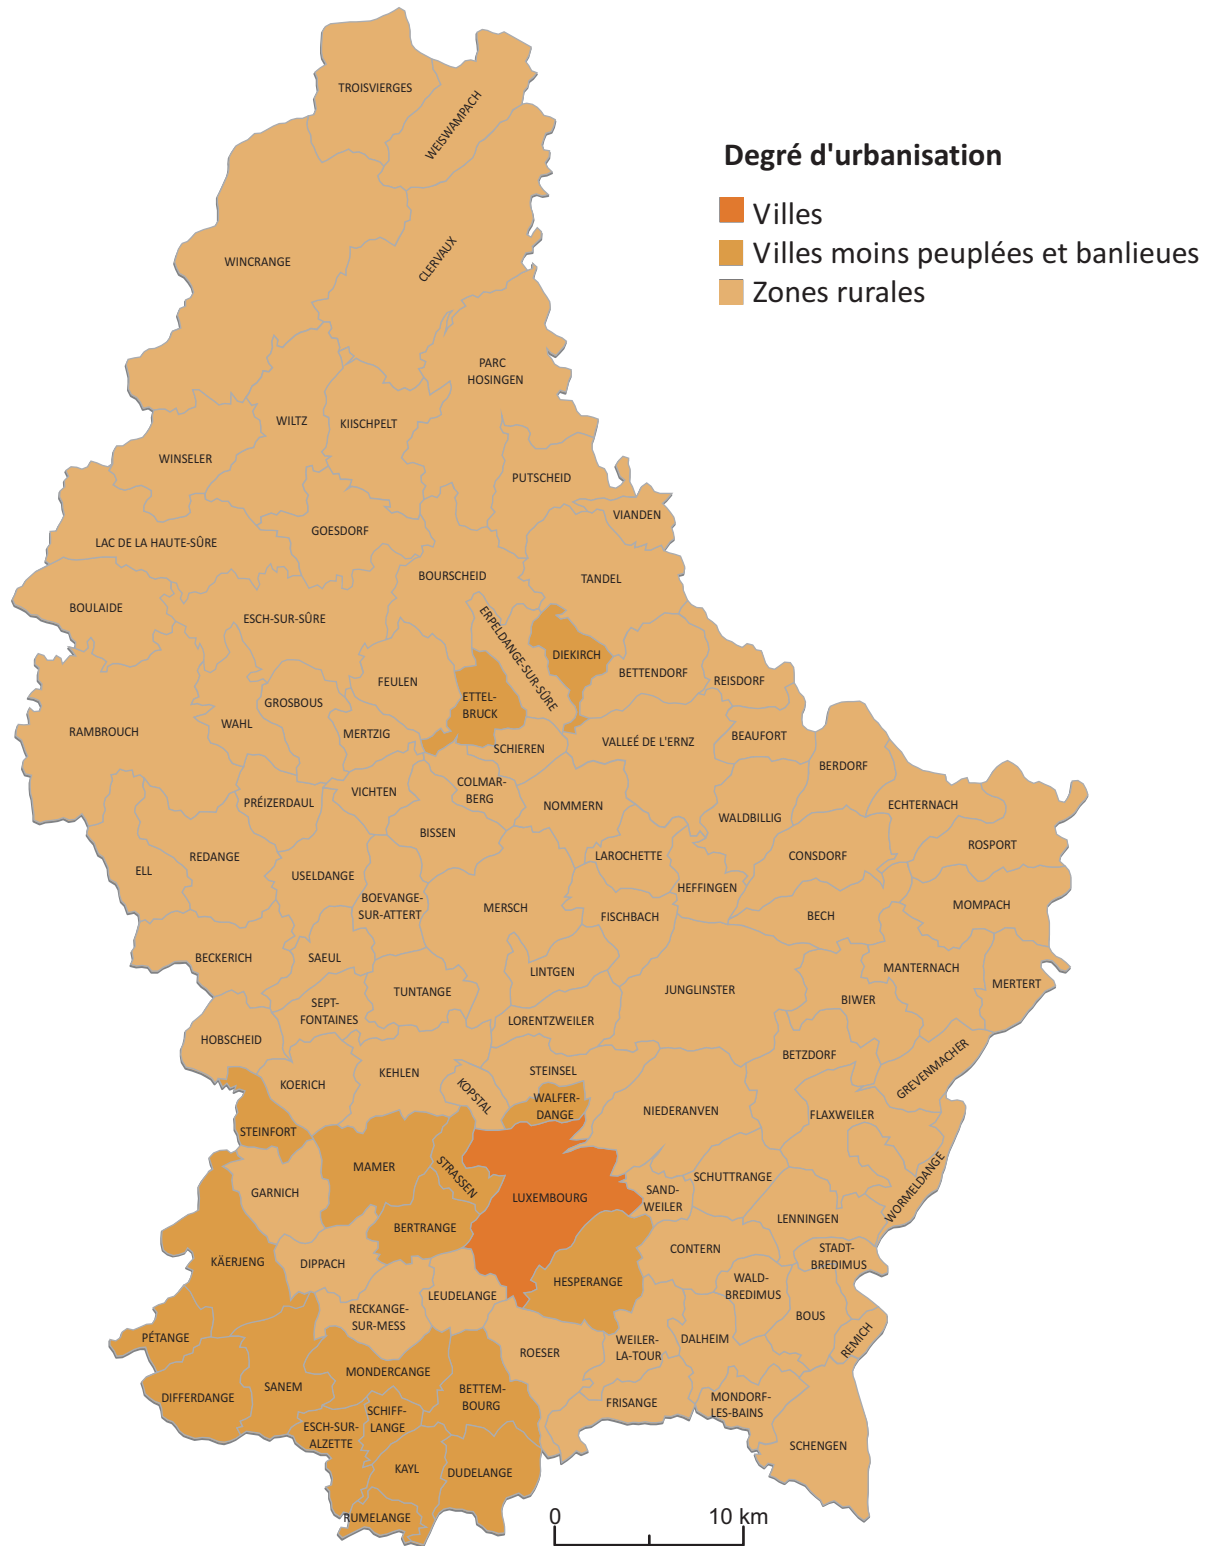 TROISVIERGES
WEISWAMPACH
Degré d'urbanisation
Villes
Villes moins peuplées et banlieues
Zones rurales
WINCRANGE
CLERVAUX
PARC
HOSINGEN
WILTZ
KIISCHPELT
WINSELER
PUTSCHEID
VIANDEN
GOESDORF
LAC DE LA HAUTE-SÛRE
BOURSCHEID
TANDEL
BOULAIDE
ESCH-SUR-SÛRE
ERPELDANGE-SUR-SÛRE
DIEKIRCH
BETTENDORF
REISDORF
FEULEN
ETTEL-
BRUCK
GROSBOUS
WAHL
RAMBROUCH
MERTZIG
SCHIEREN
VALLEÉ DE L'ERNZ
BEAUFORT
BERDORF
COLMAR-
BERG
VICHTEN
PRÉIZERDAUL
NOMMERN
ECHTERNACH
WALDBILLIG
BISSEN
ROSPORT
REDANGE
LAROCHETTE
CONSDORF
ELL
USELDANGE
HEFFINGEN
BOEVANGE-
SUR-ATTERT
MERSCH
FISCHBACH
BECH
MOMPACH
BECKERICH
SAEUL
LINTGEN
MANTERNACH
MERTERT
TUNTANGE
JUNGLINSTER
BIWER
SEPT-
FONTAINES
LORENTZWEILER
HOBSCHEID
BETZDORF
GREVENMACHER
KOERICH
KEHLEN
KOPSTAL
STEINSEL
WALFER-
DANGE
NIEDERANVEN
FLAXWEILER
STEINFORT
MAMER
STRASSEN
SCHUTTRANGE
WORMELDANGE
GARNICH
LUXEMBOURG
SAND-
WEILER
LENNINGEN
BERTRANGE
CONTERN
STADT-
BREDIMUS
KÄERJENG
DIPPACH
HESPERANGE
WALD-
BREDIMUS
LEUDELANGE
RECKANGE-
SUR-MESS
BOUS
REMICH
PÉTANGE
ROESER
WEILER-
LA-TOUR
DALHEIM
MONDERCANGE
DIFFERDANGE
SANEM
BETTEM-
BOURG
FRISANGE
MONDORF-
LES-BAINS
SCHIFF-
LANGE
ESCH-SUR-
ALZETTE
SCHENGEN
KAYL
DUDELANGE
RUMELANGE
0 10 km